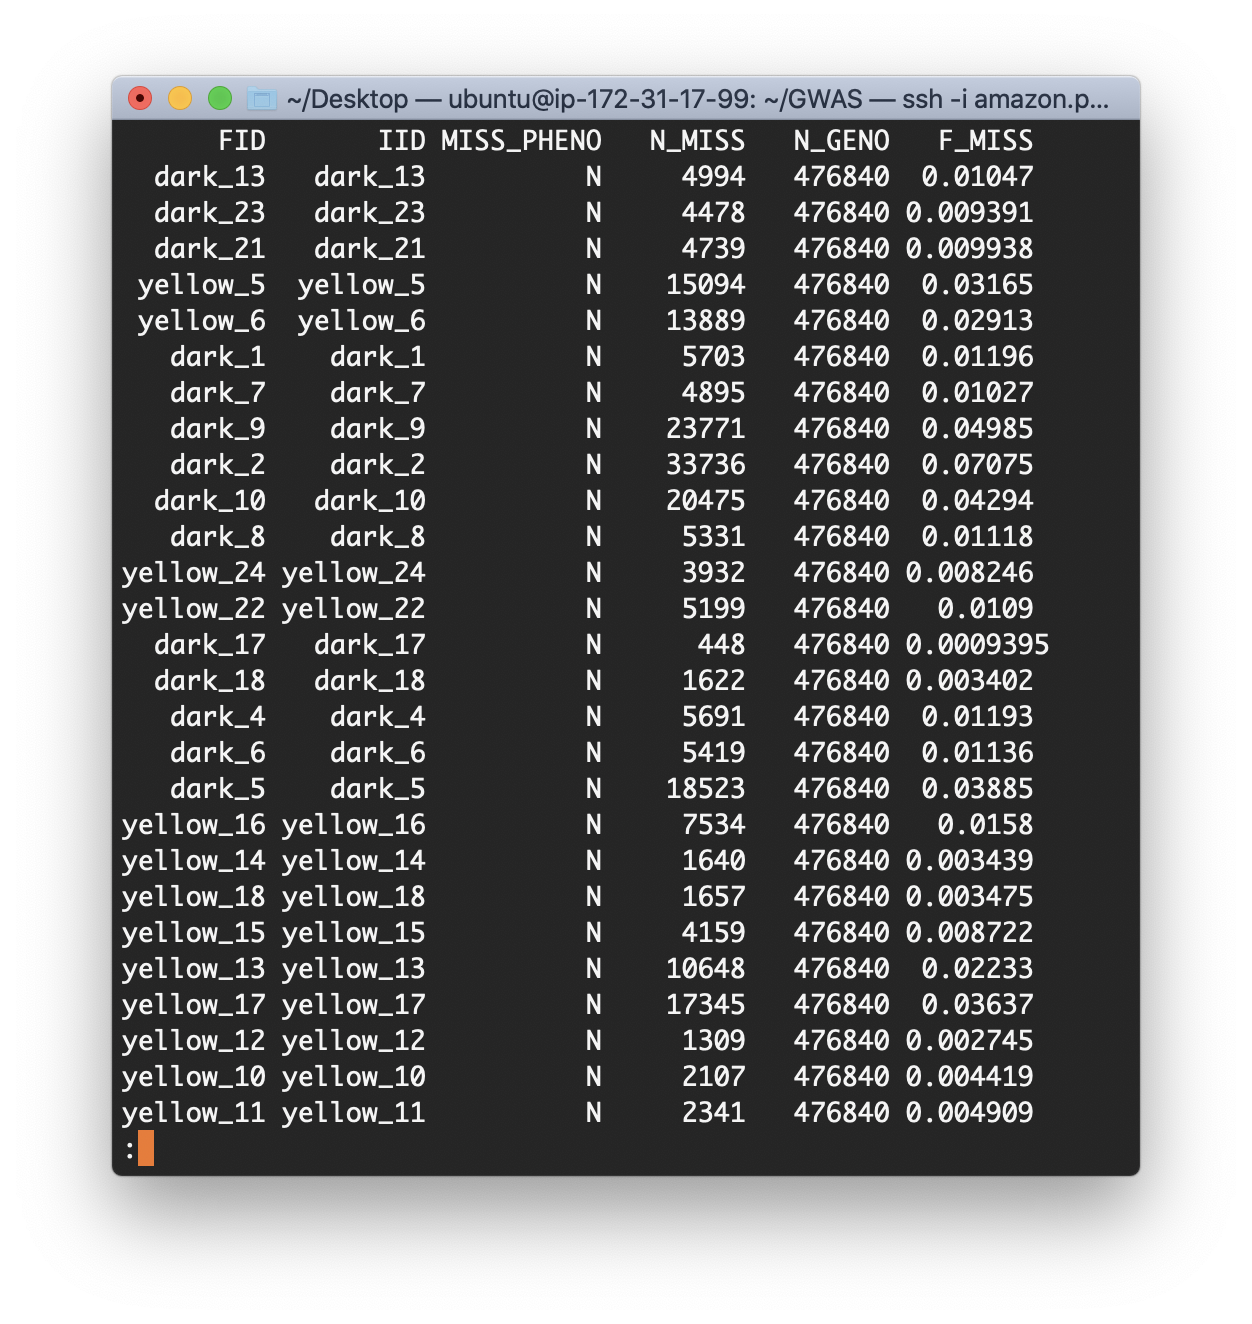 ~/Desktop — ubuntu@ip-172-31-17-99: ~/GWAS — ssh -i amazon.p...
FID IID MISS_PHENO N_MISS N_GENO F_MISS
dark_13 dark_13 N 4994 476840 0.01047
dark_23 dark_23 N 4478 476840 0.009391
dark_21 dark_21 N 4739 476840 0.009938
yellow_5 yellow_5 N 15094 476840 0.03165
yellow_6 yellow_6 N 13889 476840 0.02913
dark_1 dark_1 N 5703 476840 0.01196
dark_7 dark_7 N 4895 476840 0.01027
dark_9 dark_9 N 23771 476840 0.04985
dark_2 dark_2 N 33736 476840 0.07075
dark_10 dark_10 N 20475 476840 0.04294
dark_8 dark_8 N 5331 476840 0.01118
yellow_24 yellow_24 N 3932 476840 0.008246
yellow_22 yellow_22 N 5199 476840 0.0109
dark_17 dark_17 N 448 476840 0.0009395
dark_18 dark_18 N 1622 476840 0.003402
dark_4 dark_4 N 5691 476840 0.01193
dark_6 dark_6 N 5419 476840 0.01136
dark_5 dark_5 N 18523 476840 0.03885
yellow_16 yellow_16 N 7534 476840 0.0158
yellow_14 yellow_14 N 1640 476840 0.003439
yellow_18 yellow_18 N 1657 476840 0.003475
yellow_15 yellow_15 N 4159 476840 0.008722
yellow_13 yellow_13 N 10648 476840 0.02233
yellow_17 yellow_17 N 17345 476840 0.03637
yellow_12 yellow_12 N 1309 476840 0.002745
yellow_10 yellow_10 N 2107 476840 0.004419
yellow_11 yellow_11 N 2341 476840 0.004909
: